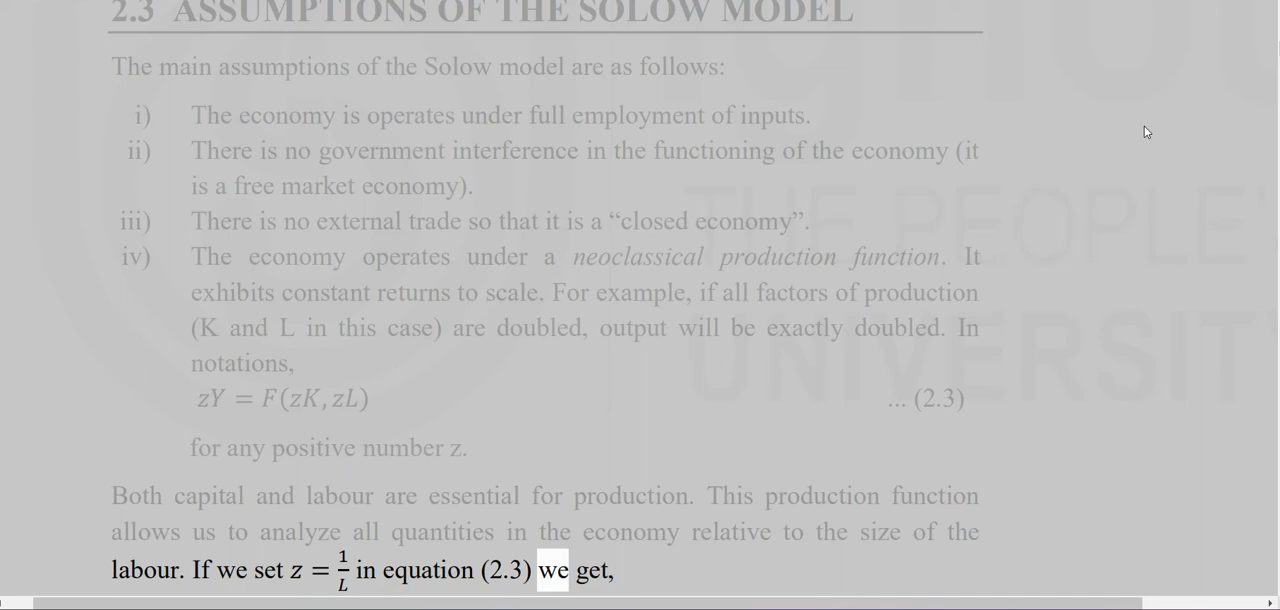 2.3 ASSUMPTIONS OF THE SOLOW MODEL
The main assumptions of the Solow model are as follows:
i) The economy is operates under full employment of inputs.
ii) There is no government interference in the functioning of the economy (it
is a free market economy).
iii) There is no external trade so that it is a “closed economy”.
iv) The economy operates under a neoclassical production function. It
exhibits constant returns to scale. For example, if all factors of production
(K and L in this case) are doubled, output will be exactly doubled. In
notations,
zY = F(zK, zL) ... (2.3)
for any positive number z.
Both capital and labour are essential for production. This production function
allows us to analyze all quantities in the economy relative to the size of the
labour. If we set z = 1/L in equation (2.3) we get,
THE PEOPLE'
UNIVERSIT